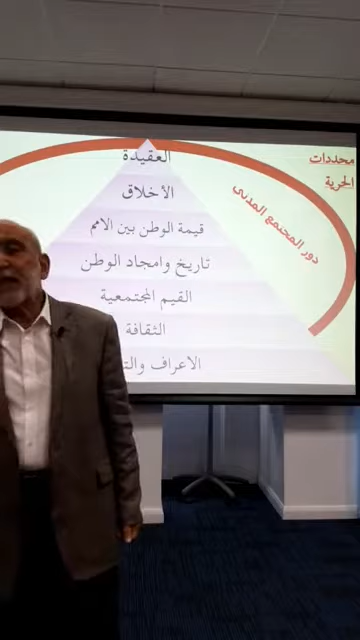 محددات
الحرية
العقيدة
الأخلاق
دور المجتمع المدني
قيمة الوطن بين الامم
تاريخ وامجاد الوطن
القيم المجتمعية
الثقافة
الاعراف